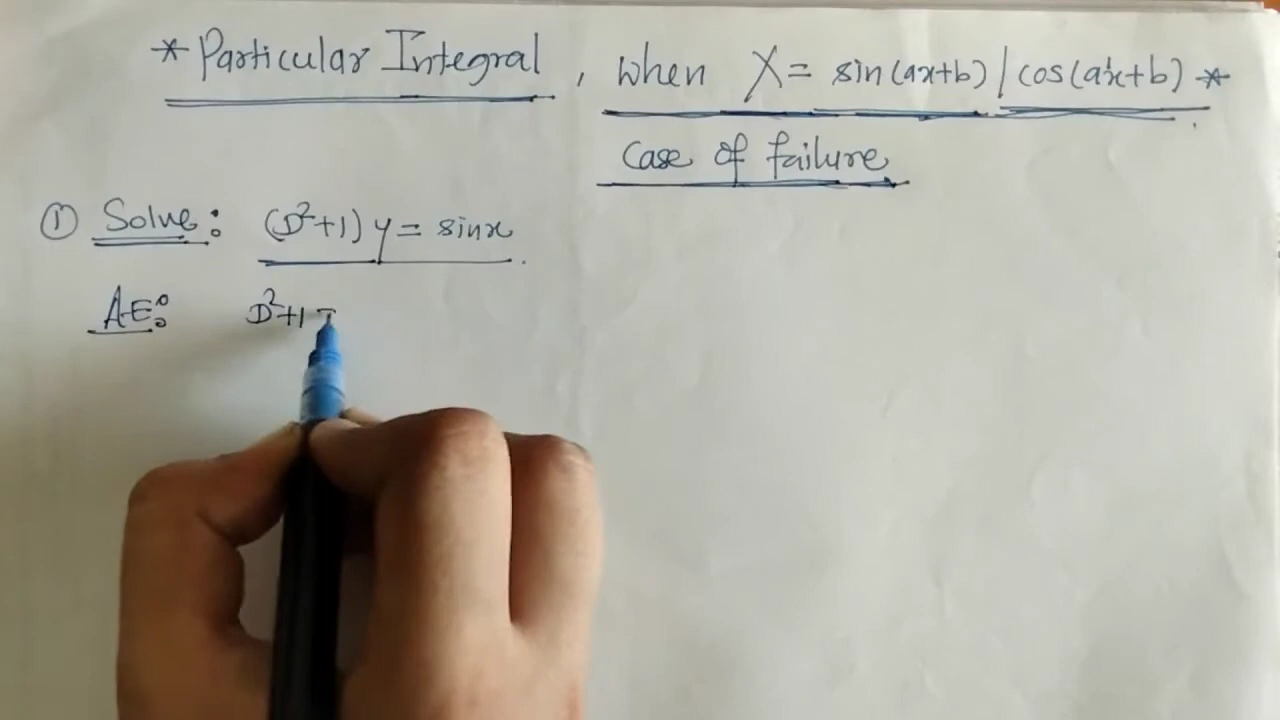 * Particular Integral, when X = sin(ax+b) / cos(ax+b) *
Case of failure
① Solve: (D²+1) y = sinx.
AE: D²+1 =